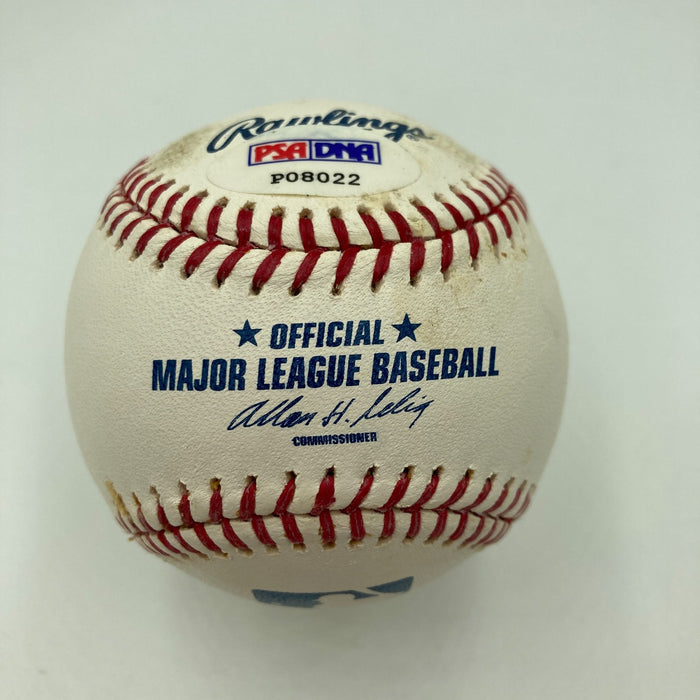 Rawlings
PSA DNA
P08022
OFFICIAL
MAJOR LEAGUE BASEBALL
Allan H. Selig
COMMISSIONER